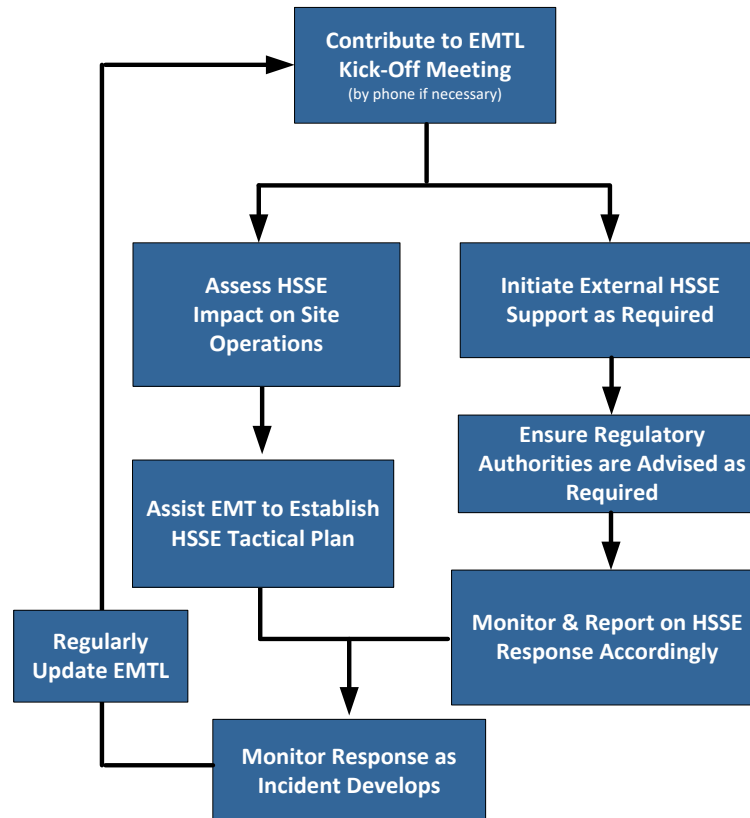 Contribute to EMTL
Kick-Off Meeting
(by phone if necessary)
Assess HSSE
Impact on Site
Operations
Initiate External HSSE
Support as Required
Ensure Regulatory
Authorities are Advised as
Required
Assist EMT to Establish
HSSE Tactical Plan
Monitor & Report on HSSE
Response Accordingly
Regularly
Update EMTL
Monitor Response as
Incident Develops